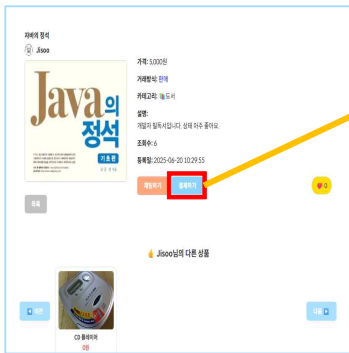 자바의 정석
Jisoo
가격: 5,000원
거래방식: 판매
카테고리: 도서
설명:
개발자 필독서입니다. 상태 아주 좋아요.
조회수: 6
등록일: 2025-06-20 10:29:55
Java의
정석
기초편
채팅하기
결제하기
0
목록
Jisoo님의 다른 상품
이전
다음
CD 플레이어
0원